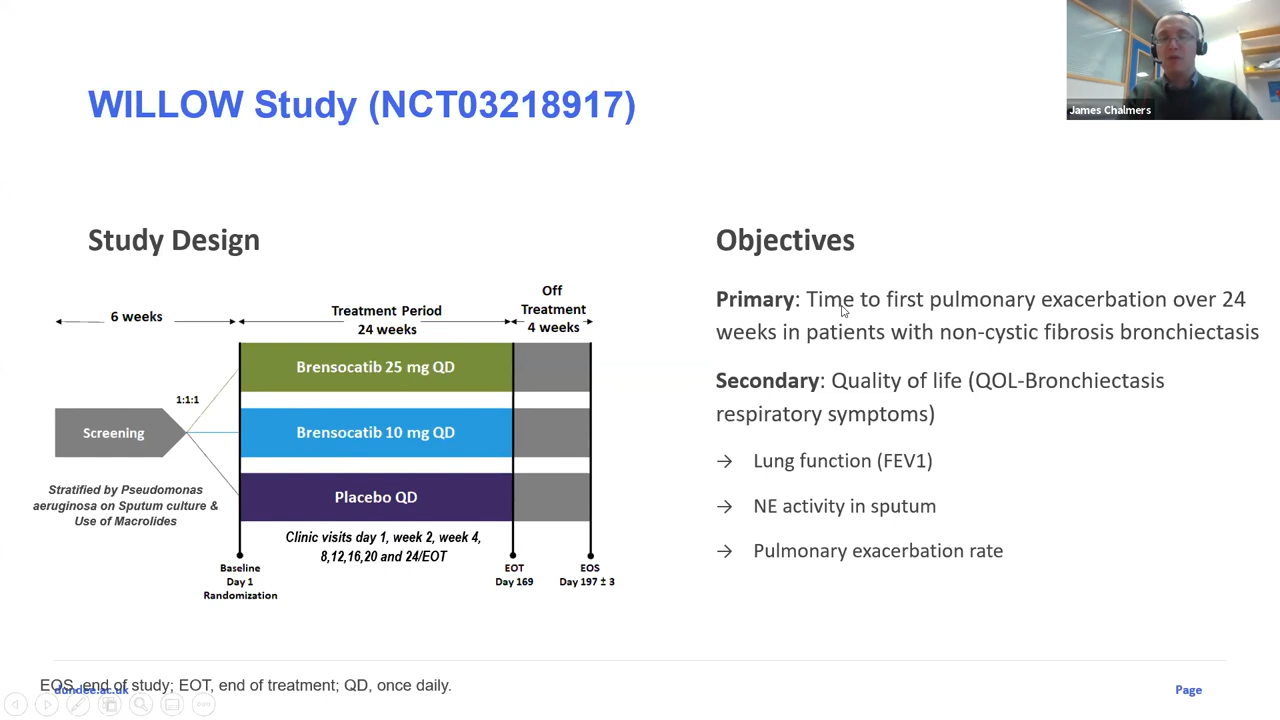 James Chalmers
WILLOW Study (NCT03218917)
Study Design
Off
Treatment
4 weeks
6 weeks
Treatment Period
24 weeks
1:1:1
Brensocatib 25 mg QD
Screening
Brensocatib 10 mg QD
Placebo QD
Stratified by Pseudomonas
aeruginosa on Sputum culture &
Use of Macrolides
Clinic visits day 1, week 2, week 4,
8,12,16,20 and 24/EOT
Baseline
Day 1
Randomization
EOT
Day 169
EOS
Day 197 ± 3
Objectives
Primary: Time to first pulmonary exacerbation over 24
weeks in patients with non-cystic fibrosis bronchiectasis
Secondary: Quality of life (QOL-Bronchiectasis
respiratory symptoms)
→ Lung function (FEV1)
→ NE activity in sputum
→ Pulmonary exacerbation rate
EOS, end of study; EOT, end of treatment; QD, once daily.
dundee.ac.uk
Page